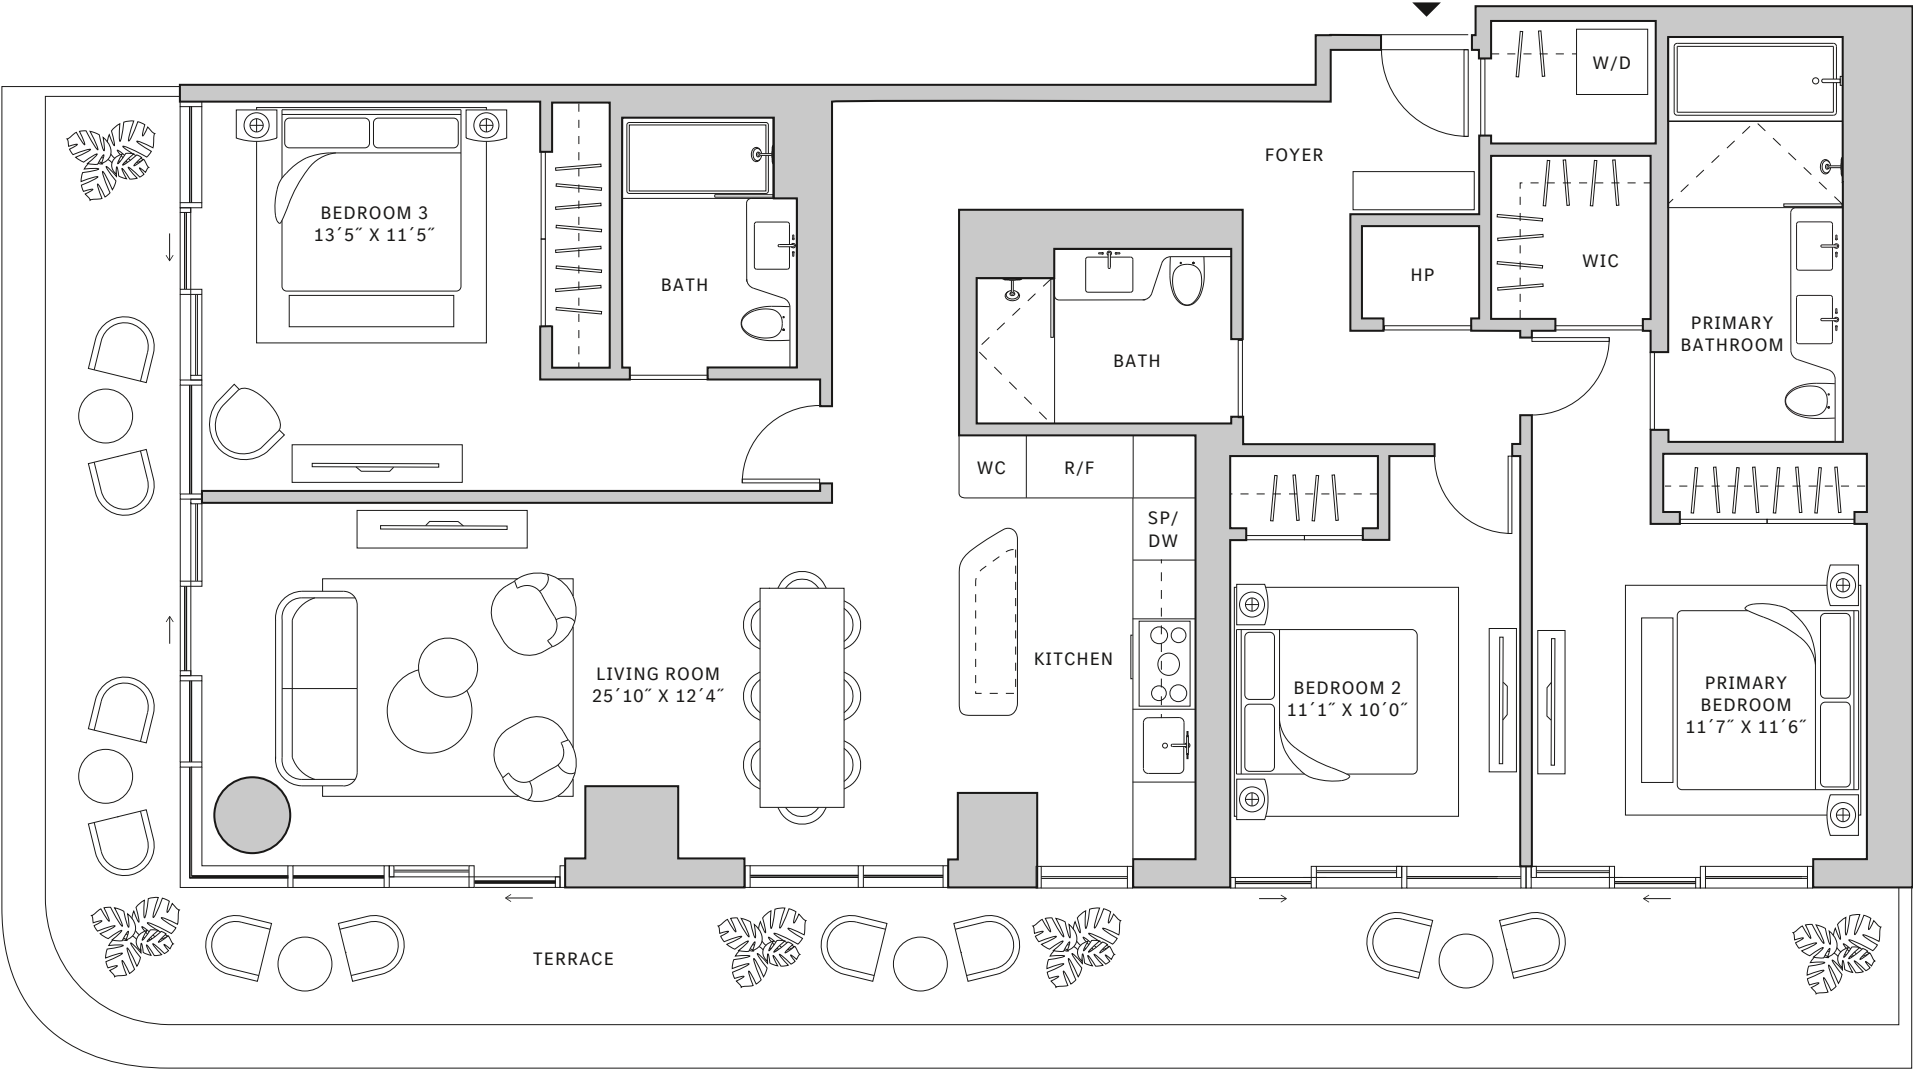 W/D
FOYER
BEDROOM 3
13´5˝ X 11´5˝
BATH
HP
WIC
PRIMARY
BATHROOM
BATH
WC
R/F
SP/
DW
KITCHEN
LIVING ROOM
25´10˝ X 12´4˝
BEDROOM 2
11´1˝ X 10´0˝
PRIMARY
BEDROOM
11´7˝ X 11´6˝
TERRACE